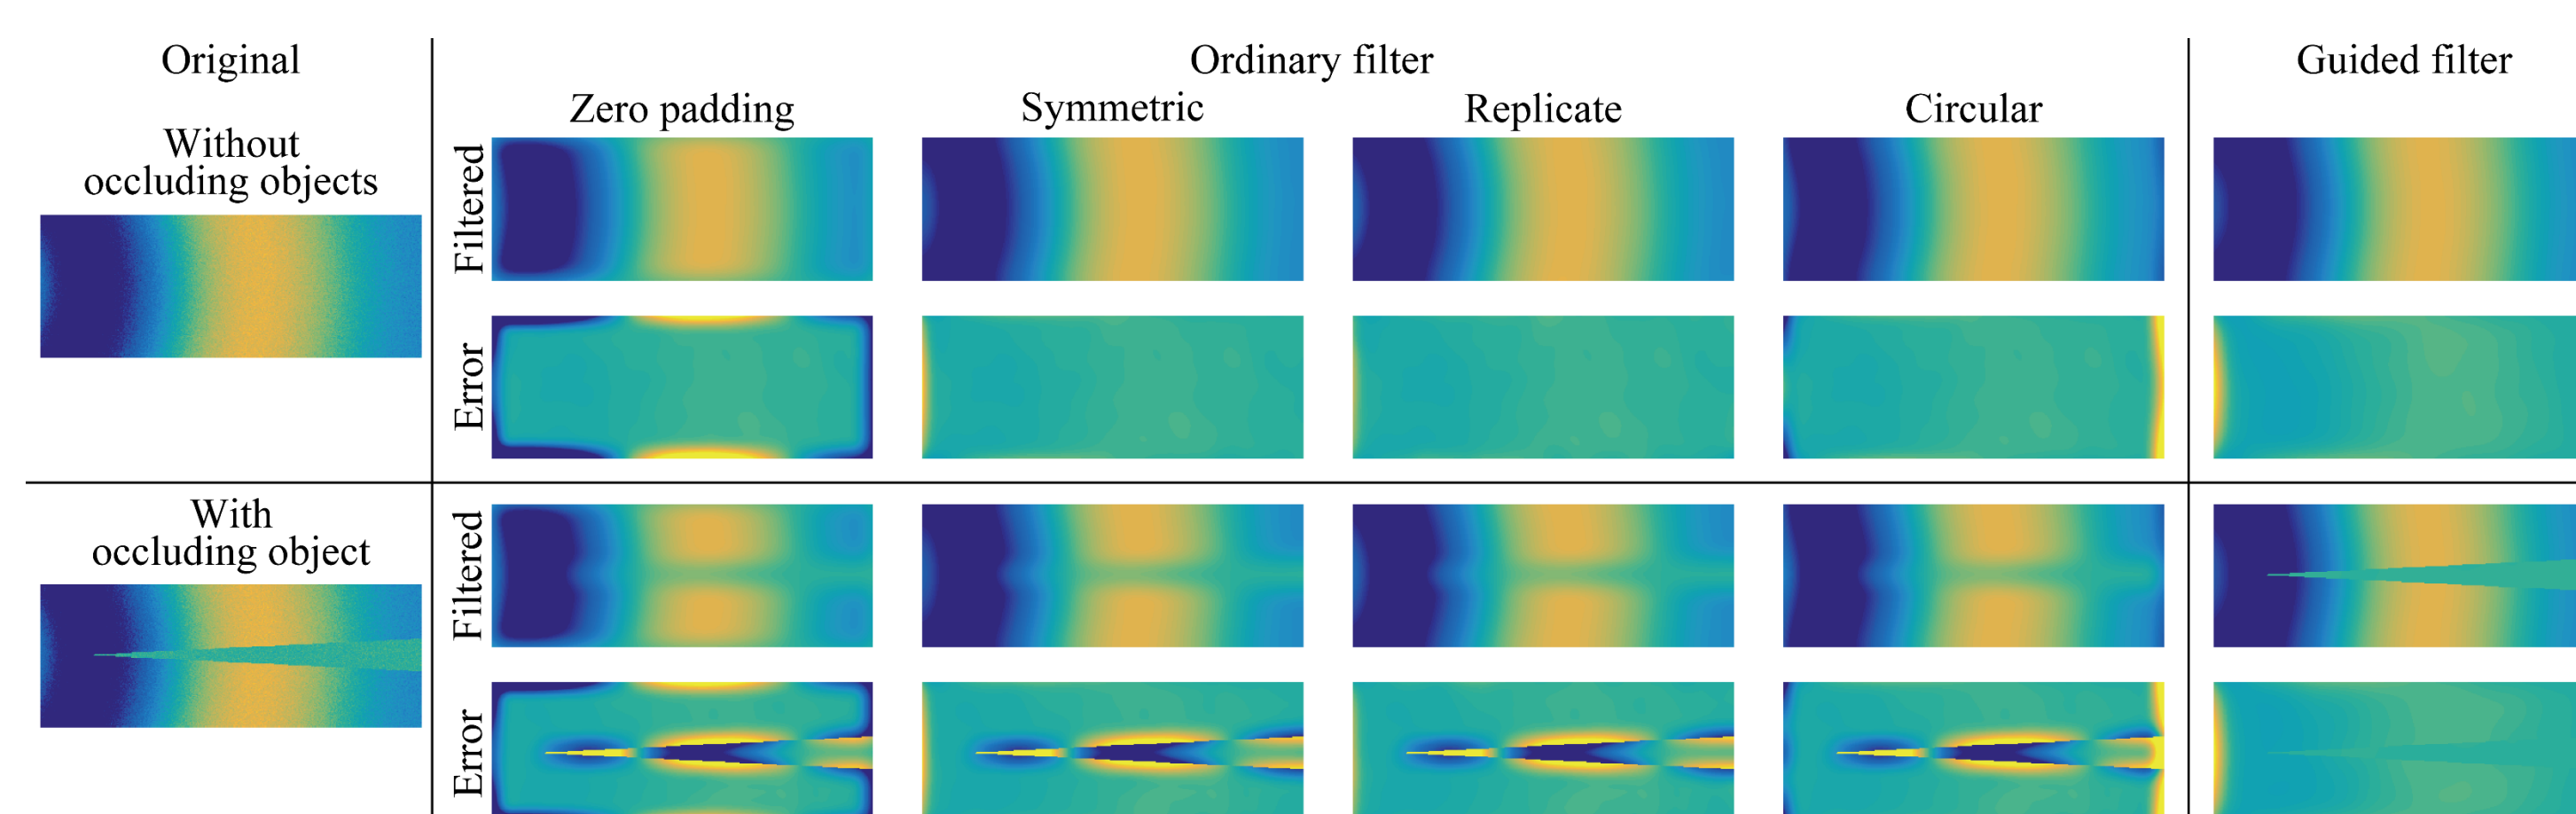 Original
Ordinary filter
Guided filter
Zero padding
Symmetric
Replicate
Circular
Without
occluding objects
Filtered
Error
With
occluding object
Filtered
Error